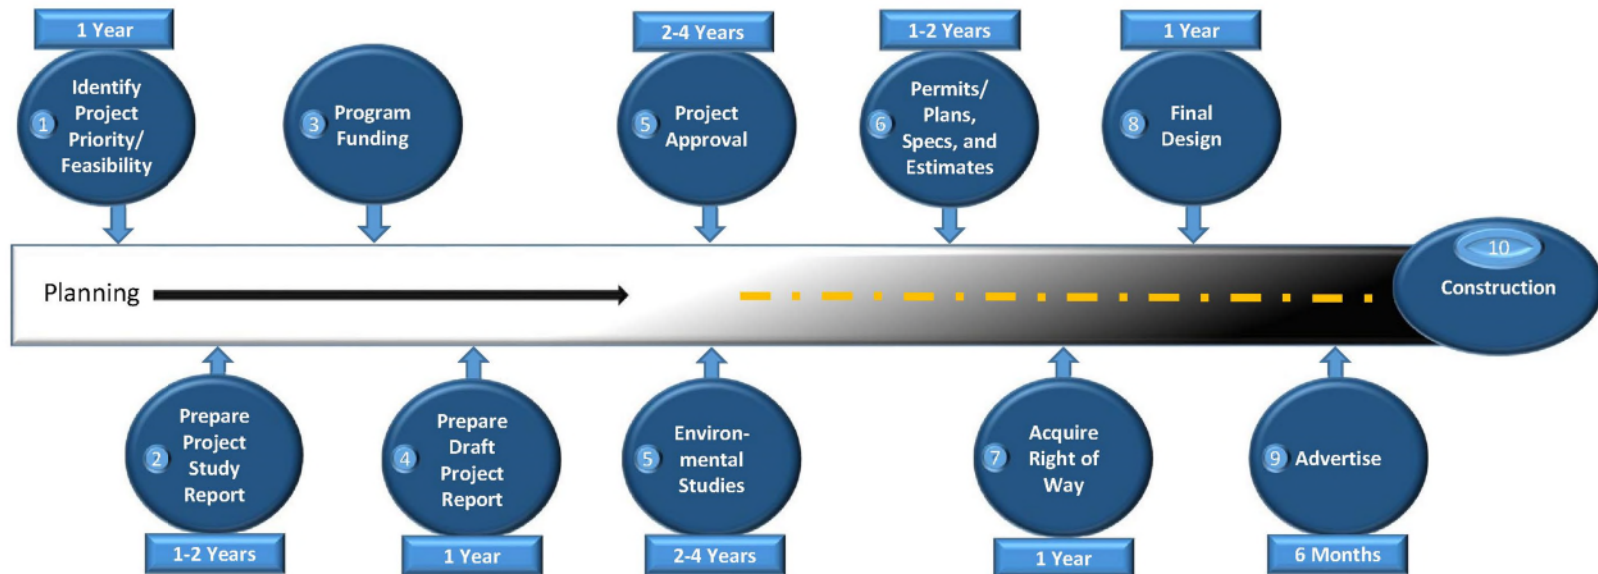 1 Year
1
Identify
Project
Priority/
Feasibility
3
Program
Funding
2-4 Years
5
Project
Approval
1-2 Years
6
Permits/
Plans,
Specs, and
Estimates
1 Year
8
Final
Design
Planning
10
Construction
2
Prepare
Project
Study
Report
1-2 Years
4
Prepare
Draft
Project
Report
1 Year
5
Environ-
mental
Studies
2-4 Years
7
Acquire
Right of
Way
1 Year
9
Advertise
6 Months